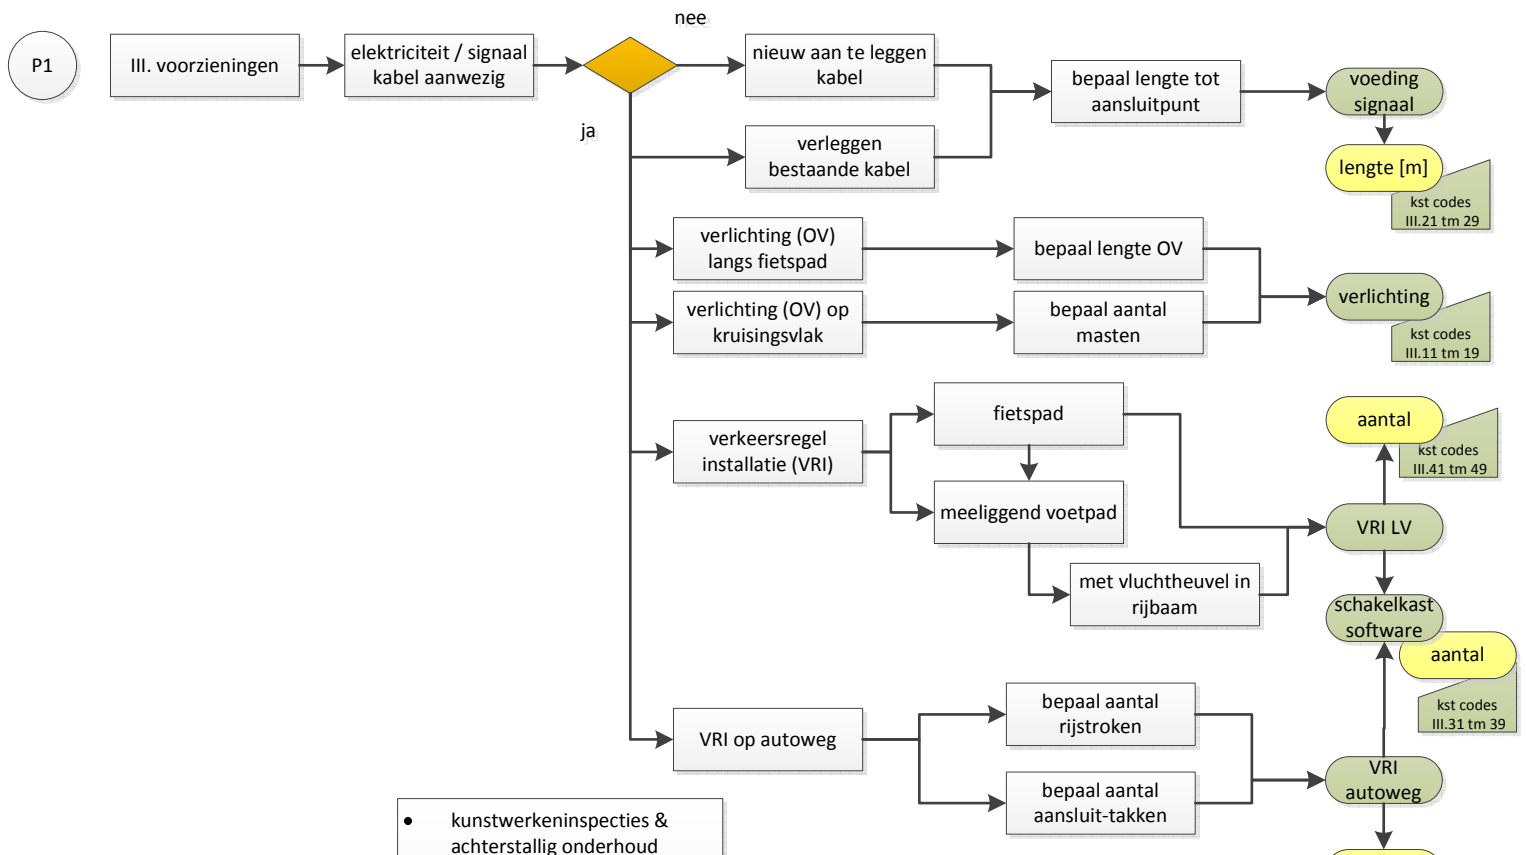 nee
P1
III. voorzieningen
elektriciteit / signaal
kabel aanwezig
nieuw aan te leggen
kabel
bepaal lengte tot
aansluitpunt
voeding
signaal
ja
verleggen
bestaande kabel
lengte [m]
kst codes
III.21 tm 29
verlichting (OV)
langs fietspad
bepaal lengte OV
verlichting
verlichting (OV) op
kruisingsvlak
bepaal aantal
masten
kst codes
III.11 tm 19
verkeersregel
installatie (VRI)
fietspad
aantal
kst codes
III.41 tm 49
meeliggend voetpad
VRI LV
met vluchtheuvel in
rijbaam
schakelkast
software
aantal
kst codes
III.31 tm 39
VRI op autoweg
bepaal aantal
rijstroken
bepaal aantal
aansluit-takken
VRI
autoweg
• kunstwerkeninspecties &
achterstallig onderhoud